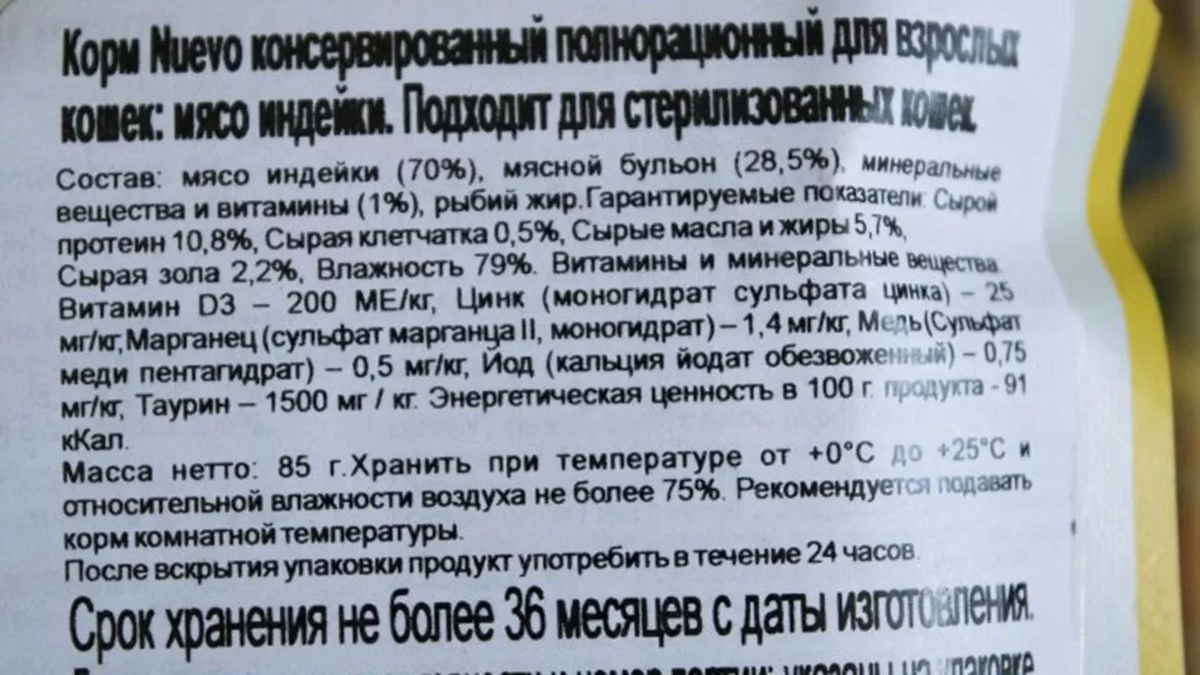 Корм Nuevo консервированный полнорационный для взрослых
кошек: мясо индейки. Подходит для стерилизованных кошек.
Состав: мясо индейки (70%), мясной бульон (28,5%), минеральные
вещества и витамины (1%), рыбий жир.Гарантируемые показатели: Сырой
протеин 10,8%, Сырая клетчатка 0,5%, Сырые масла и жиры 5,7%,
Сырая зола 2,2%, Влажность 79%. Витамины и минеральные вещества
Витамин D3 – 200 МЕ/кг, Цинк (моногидрат сульфата цинка) – 25
мг/кг,Марганец (сульфат марганца II, моногидрат) – 1,4 мг/кг, Медь(Сульфат
меди пентагидрат) – 0,5 мг/кг, Йод (кальция йодат обезвоженный) – 0,75
мг/кг, Таурин – 1500 мг / кг. Энергетическая ценность в 100 г. продукта - 91
кКал.
Масса нетто: 85 г.Хранить при температуре от +0°C до +25°C и
относительной влажности воздуха не более 75%. Рекомендуется подавать
корм комнатной температуры.
После вскрытия упаковки продукт употребить в течение 24 часов.
Срок хранения не более 36 месяцев с даты изготовления.
и номер партии: указаны на упаковке